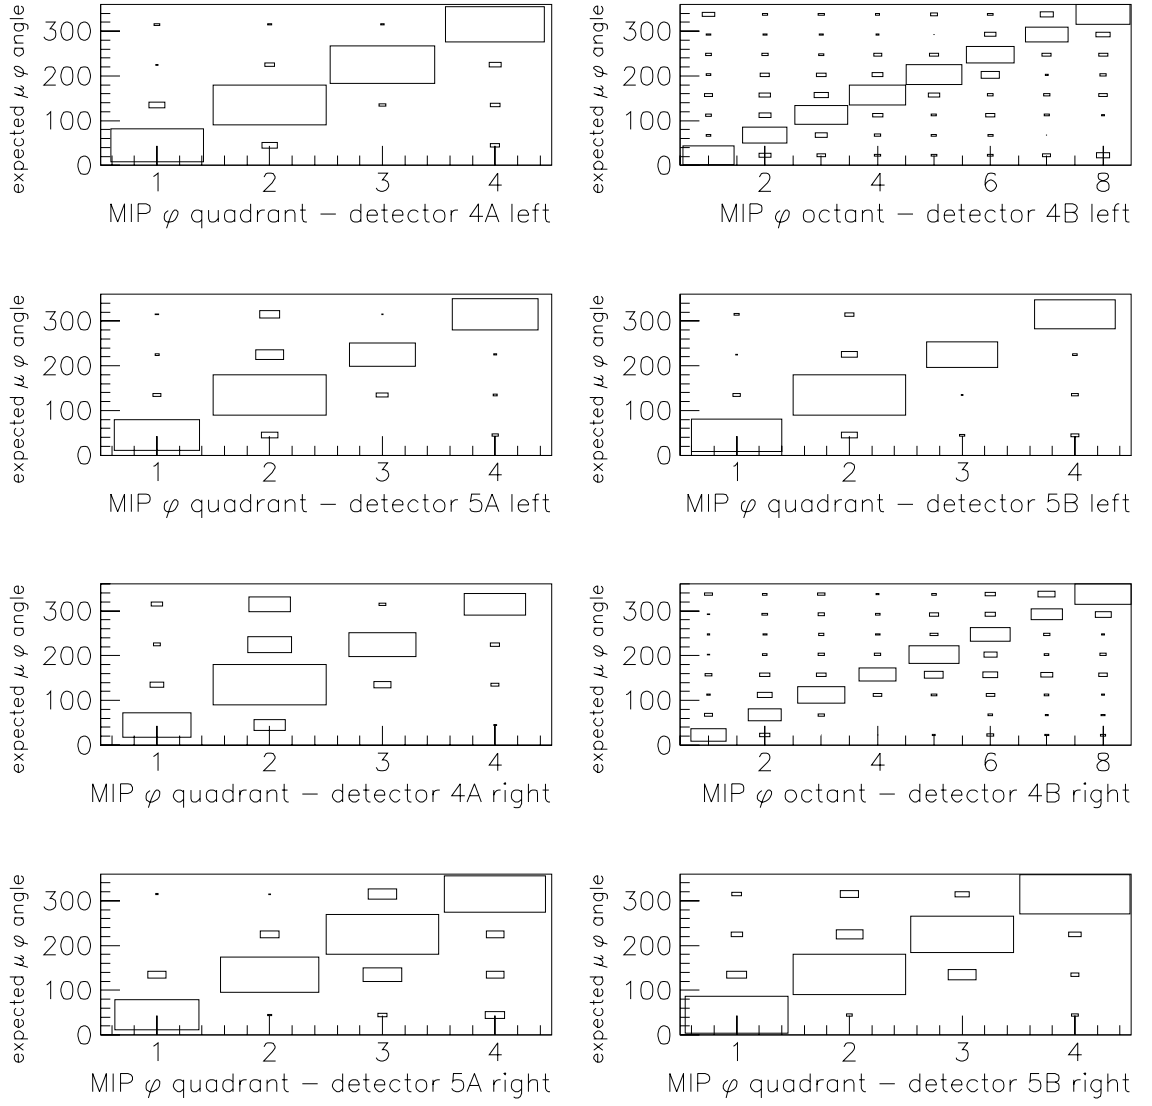 expected μ φ angle
300
200
100
0
1 2 3 4
MIP φ quadrant − detector 4A left
expected μ φ angle
300
200
100
0
2 4 6 8
MIP φ octant − detector 4B left
expected μ φ angle
300
200
100
0
1 2 3 4
MIP φ quadrant − detector 5A left
expected μ φ angle
300
200
100
0
1 2 3 4
MIP φ quadrant − detector 5B left
expected μ φ angle
300
200
100
0
1 2 3 4
MIP φ quadrant − detector 4A right
expected μ φ angle
300
200
100
0
2 4 6 8
MIP φ octant − detector 4B right
expected μ φ angle
300
200
100
0
1 2 3 4
MIP φ quadrant − detector 5A right
expected μ φ angle
300
200
100
0
1 2 3 4
MIP φ quadrant − detector 5B right